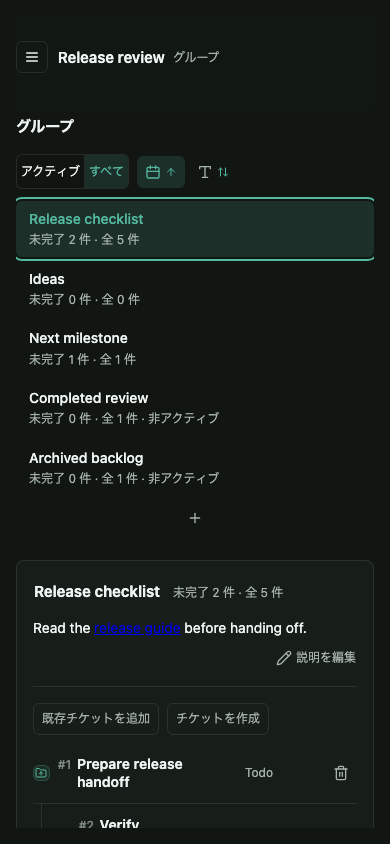 Release review グループ
グループ
アクティブ すべて
Release checklist
未完了 2 件 · 全 5 件
Ideas
未完了 0 件 · 全 0 件
Next milestone
未完了 1 件 · 全 1 件
Completed review
未完了 0 件 · 全 1 件 · 非アクティブ
Archived backlog
未完了 0 件 · 全 1 件 · 非アクティブ
Release checklist 未完了 2 件 · 全 5 件
Read the release guide before handing off.
説明を編集
既存チケットを追加 チケットを作成
#1 Prepare release Todo
handoff
#2 Verify